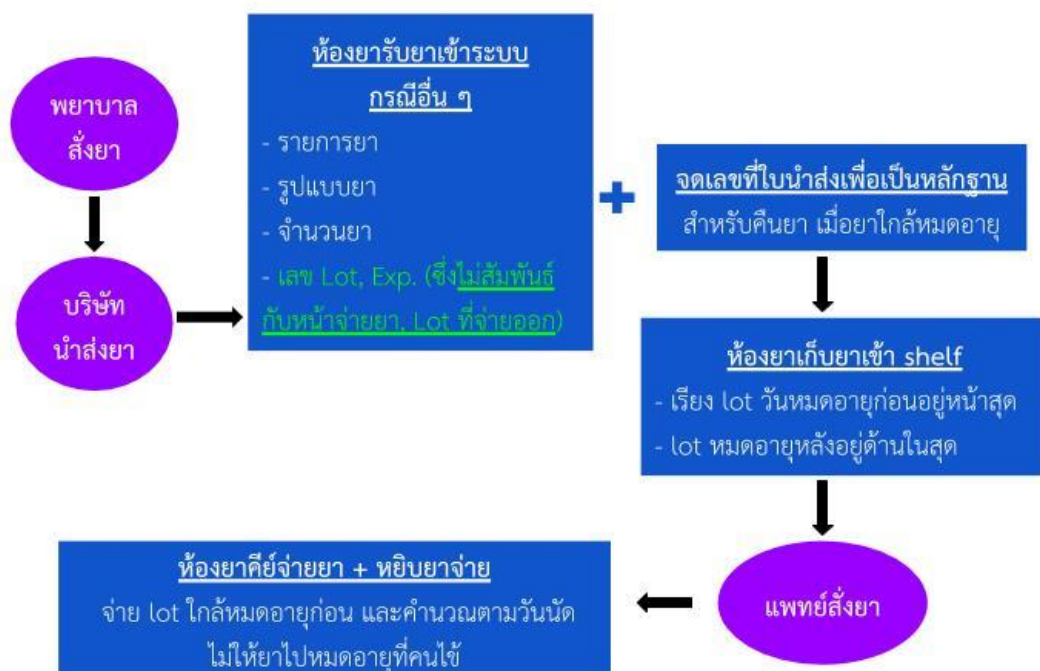 พยาบาล
สั่งยา
บริษัท
นำส่งยา
ห้องยารับยาเข้าระบบ
กรณีอื่น ๆ
- รายการยา
- รูปแบบยา
- จำนวนยา
- เลข Lot, Exp. (ซึ่งไม่สัมพันธ์
กับหน้าจ่ายยา, Lot ที่จ่ายออก)
จดเลขที่ใบนำส่งเพื่อเป็นหลักฐาน
สำหรับคืนยา เมื่อยาใกล้หมดอายุ
ห้องยาเก็บยาเข้า shelf
- เรียง lot วันหมดอายุก่อนอยู่หน้าสุด
- lot หมดอายุหลังอยู่ด้านในสุด
แพทย์สั่งยา
ห้องยาคีย์จ่ายยา + หยิบยาจ่าย
จ่าย lot ใกล้หมดอายุก่อน และคำนวณตามวันนัด
ไม่ให้ยาไปหมดอายุที่คนไข้